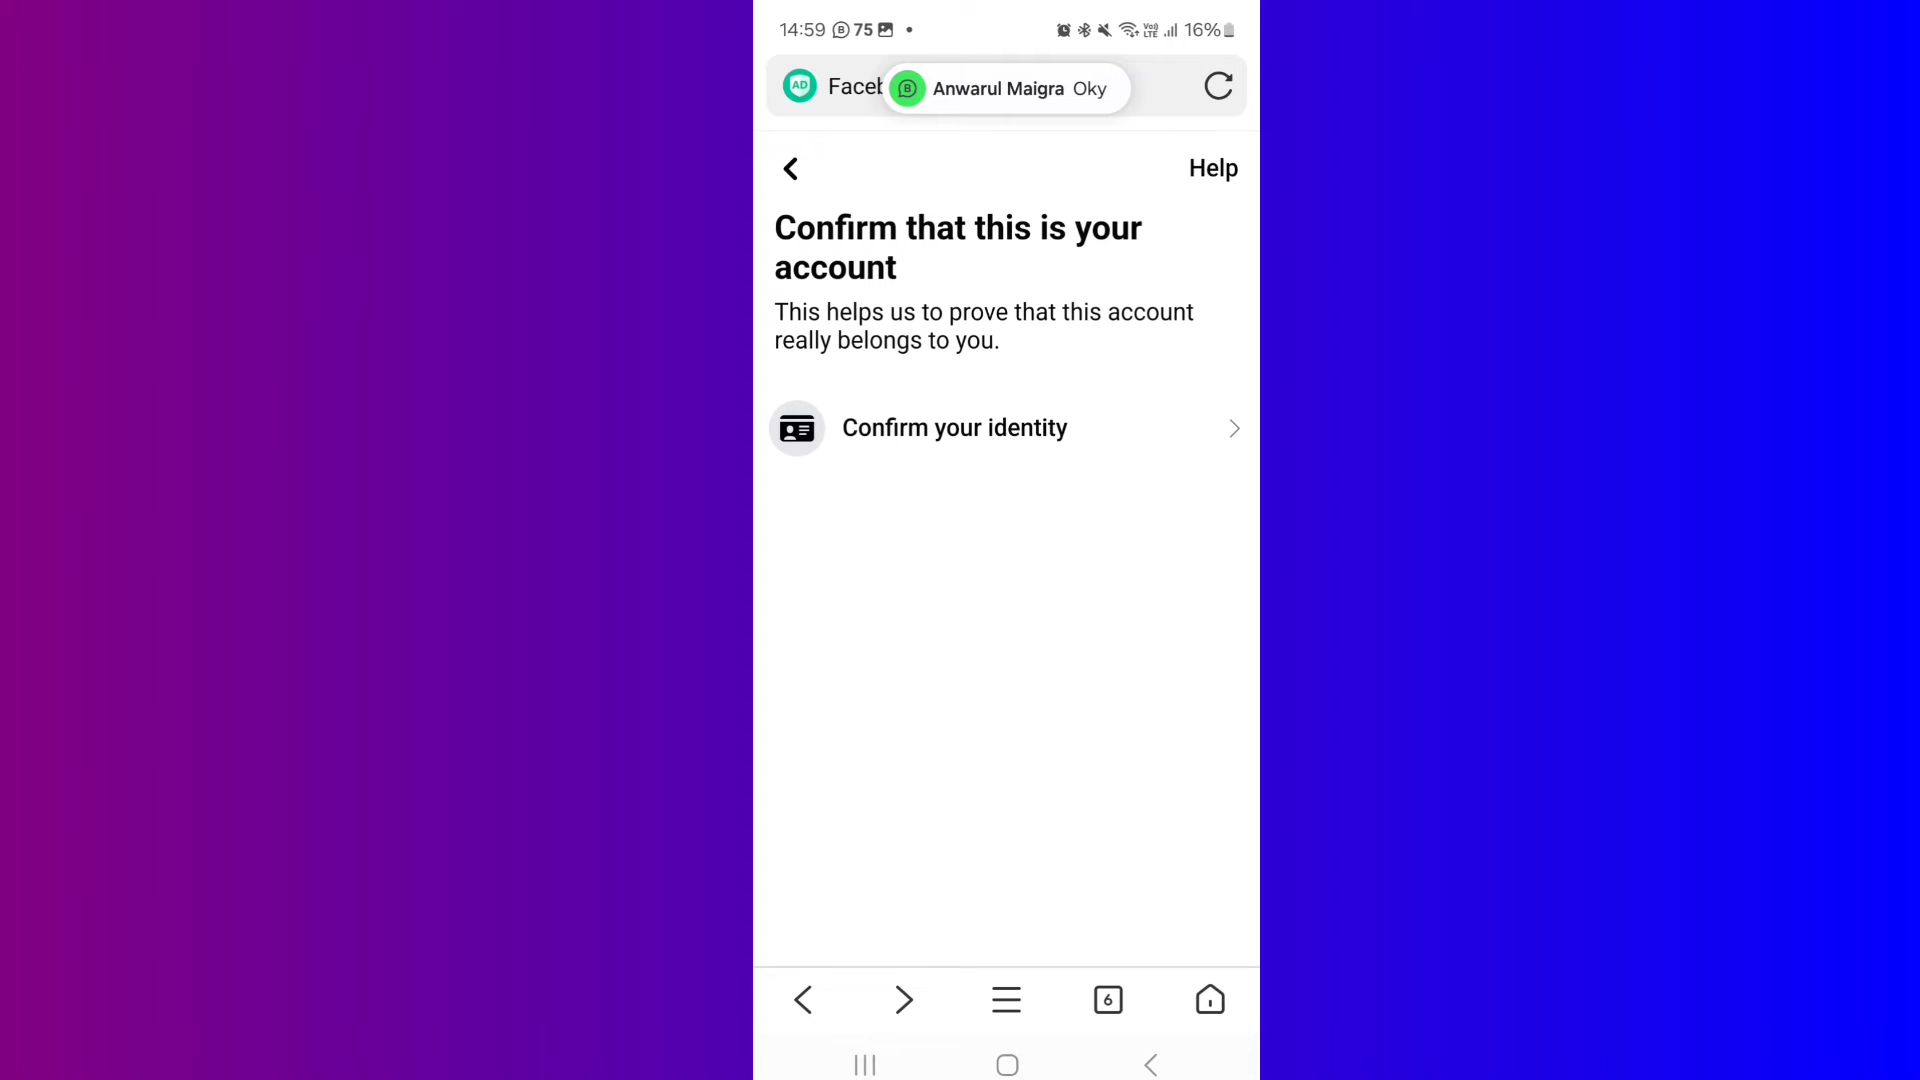 14:59 75 16%
AD Faceb B Anwarul Maigra Oky
Help
Confirm that this is your
account
This helps us to prove that this account
really belongs to you.
Confirm your identity
6